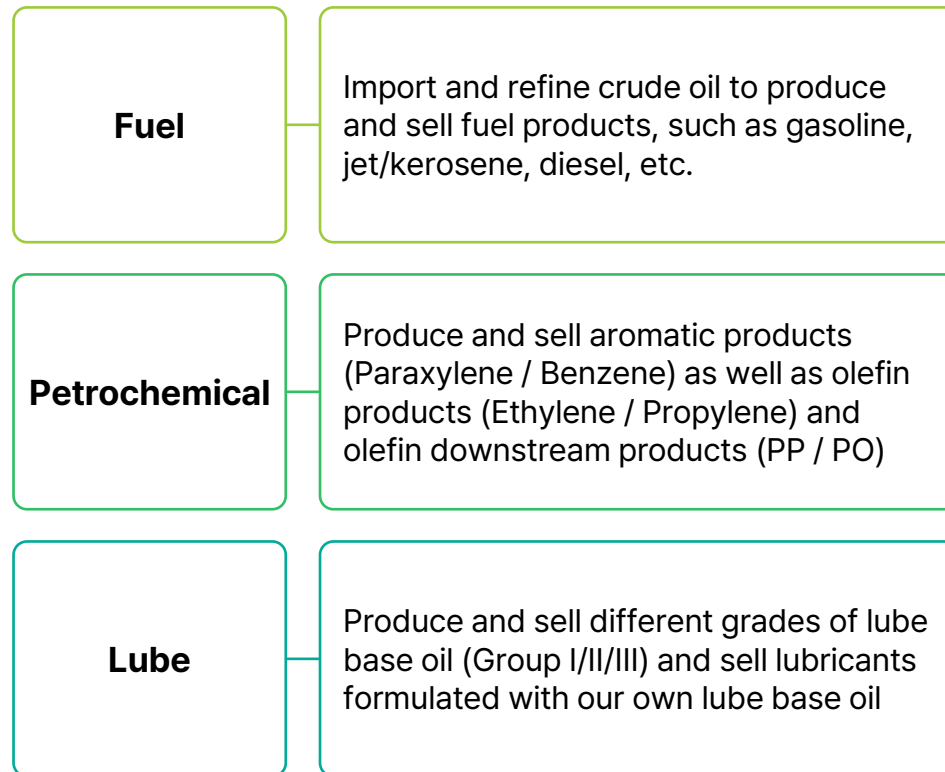 Fuel
Import and refine crude oil to produce
and sell fuel products, such as gasoline,
jet/kerosene, diesel, etc.
Petrochemical
Produce and sell aromatic products
(Paraxylene / Benzene) as well as olefin
products (Ethylene / Propylene) and
olefin downstream products (PP / PO)
Lube
Produce and sell different grades of lube
base oil (Group I/II/III) and sell lubricants
formulated with our own lube base oil